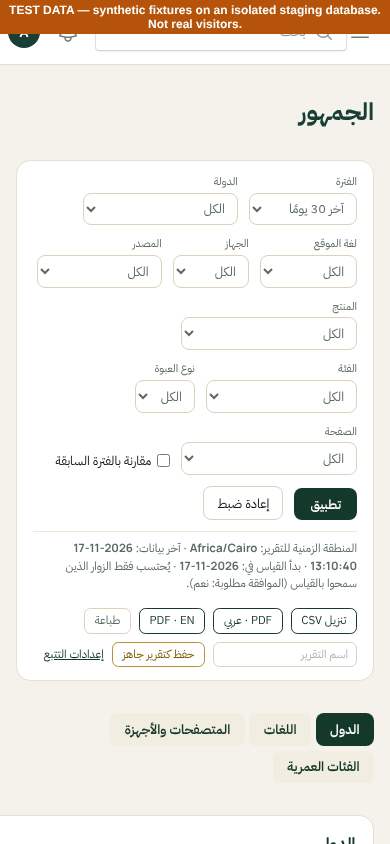 TEST DATA — synthetic fixtures on an isolated staging database.
Not real visitors.
A
الجمهور
الفترة الدولة
آخر 30 يومًا الكل
لغة الموقع الجهاز المصدر
الكل الكل الكل
المنتج
الكل
الفئة نوع العبوة
الكل الكل
الصفحة
الكل مقارنة بالفترة السابقة
تطبيق إعادة ضبط
المنطقة الزمنية للتقرير: Africa/Cairo · آخر بيانات: 2026-11-17
13:10:40 · بدأ القياس في: 2026-11-17 · يُحتسب فقط الزوار الذين
سمحوا بالقياس (الموافقة مطلوبة: نعم).
تنزيل CSV PDF · عربي PDF · EN طباعة
اسم التقرير حفظ كتقرير جاهز إعدادات التتبع
الدول اللغات المتصفحات والأجهزة
الفئات العمرية